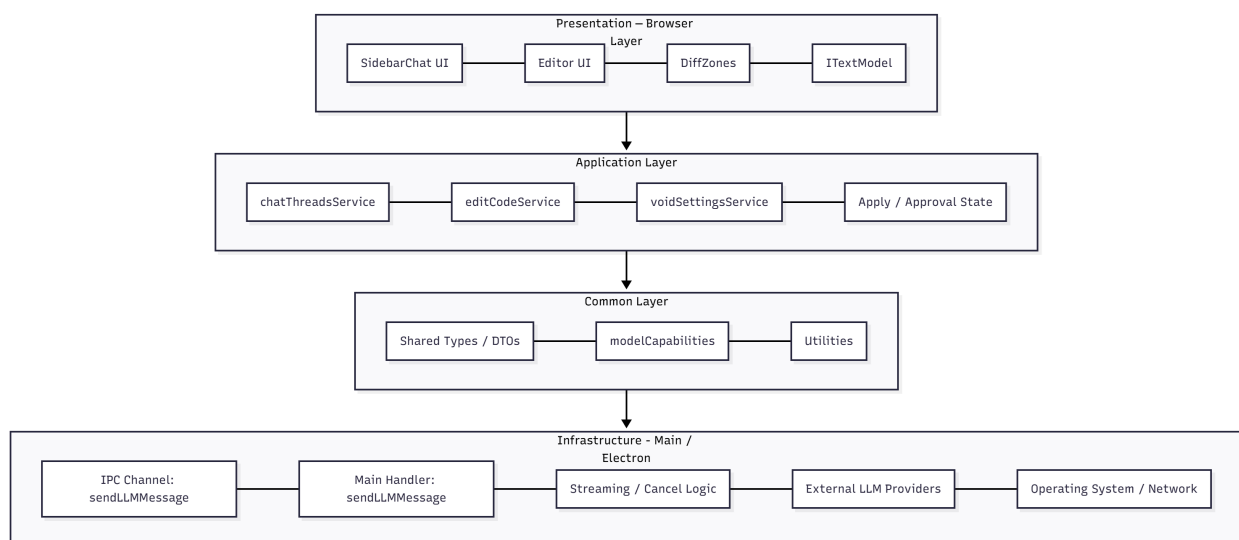 Presentation – Browser
Layer
SidebarChat UI
Editor UI
DiffZones
ITextModel
Application Layer
chatThreadsService
editCodeService
voidSettingsService
Apply / Approval State
Common Layer
Shared Types / DTOs
modelCapabilities
Utilities
Infrastructure - Main /
Electron
IPC Channel:
sendLLMMessage
Main Handler:
sendLLMMessage
Streaming / Cancel Logic
External LLM Providers
Operating System / Network